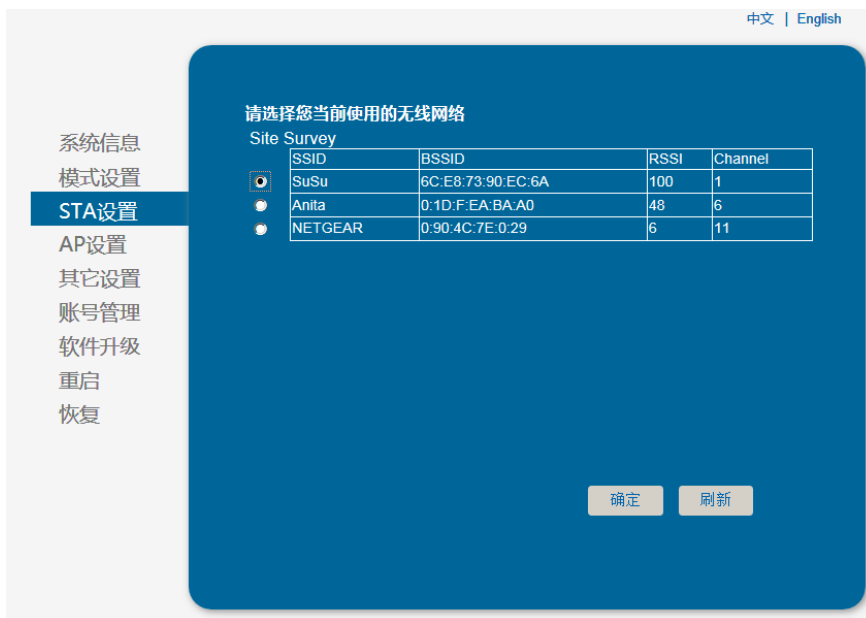 中文 | English
系统信息
模式设置
STA设置
AP设置
其它设置
账号管理
软件升级
重启
恢复
请选择您当前使用的无线网络
Site Survey
SSID BSSID RSSI Channel
SuSu 6C:E8:73:90:EC:6A 100 1
Anita 0:1D:F:EA:BA:A0 48 6
NETGEAR 0:90:4C:7E:0:29 6 11
确定 刷新